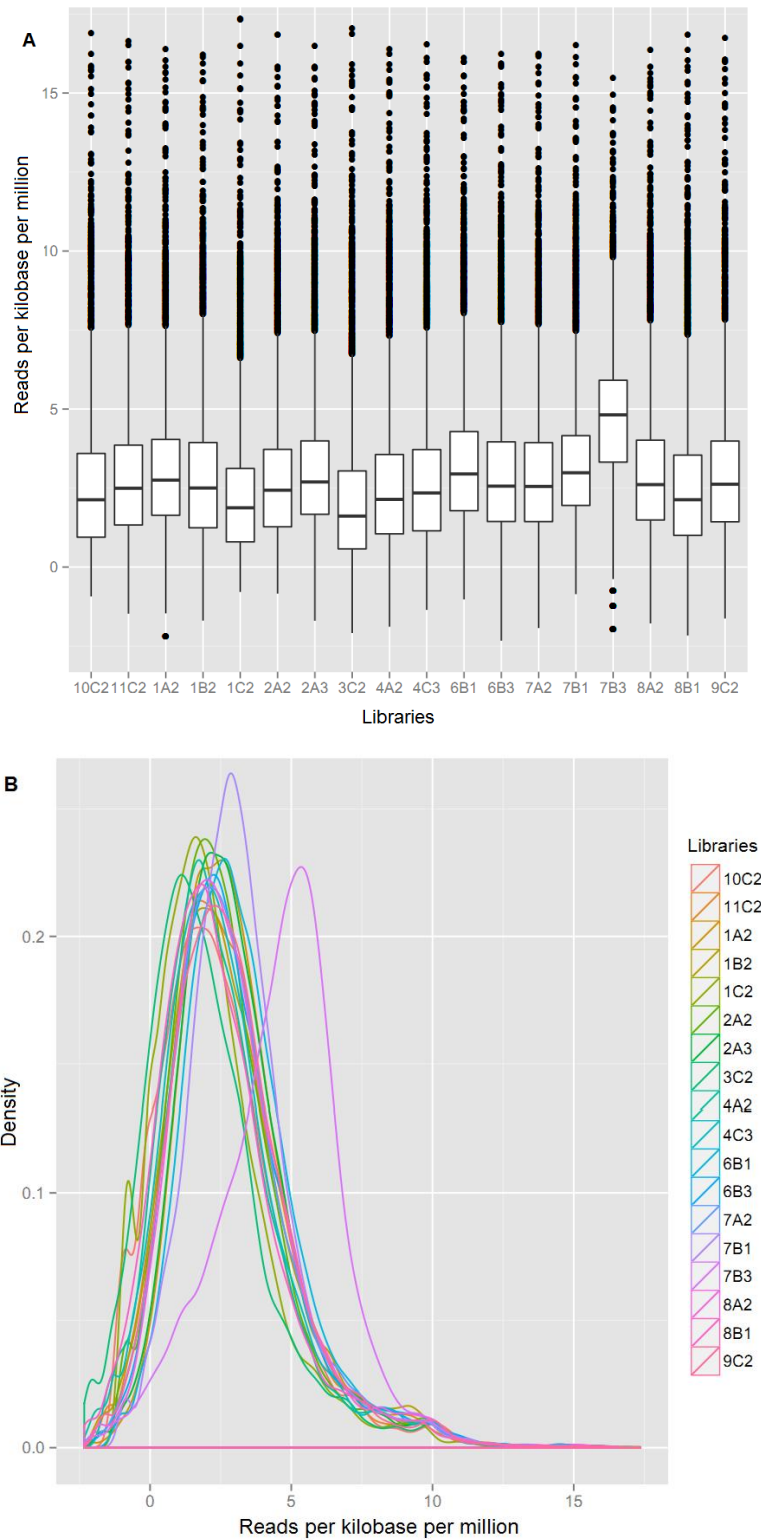 A
Reads per kilobase per million
15
10
5
0
10C2 11C2 1A2 1B2 1C2 2A2 2A3 3C2 4A2 4C3 6B1 6B3 7A2 7B1 7B3 8A2 8B1 9C2
Libraries
B
Density
0.2
0.1
0.0
0 5 10 15
Reads per kilobase per million
Libraries
10C2
11C2
1A2
1B2
1C2
2A2
2A3
3C2
4A2
4C3
6B1
6B3
7A2
7B1
7B3
8A2
8B1
9C2